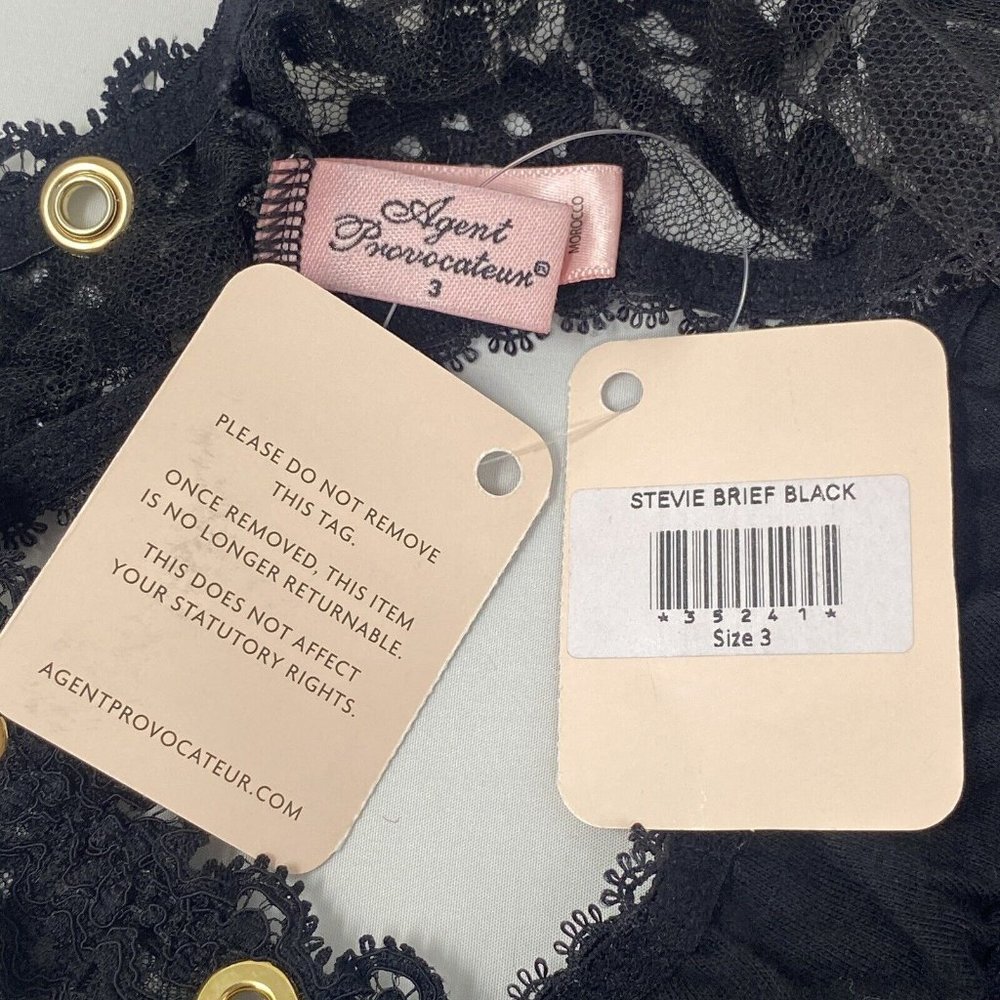 Agent
Provocateur®
3
MOROCCO
PLEASE DO NOT REMOVE
THIS TAG.
ONCE REMOVED, THIS ITEM
IS NO LONGER RETURNABLE.
THIS DOES NOT AFFECT
YOUR STATUTORY RIGHTS.
AGENTPROVOCATEUR.COM
STEVIE BRIEF BLACK
*35241*
Size 3